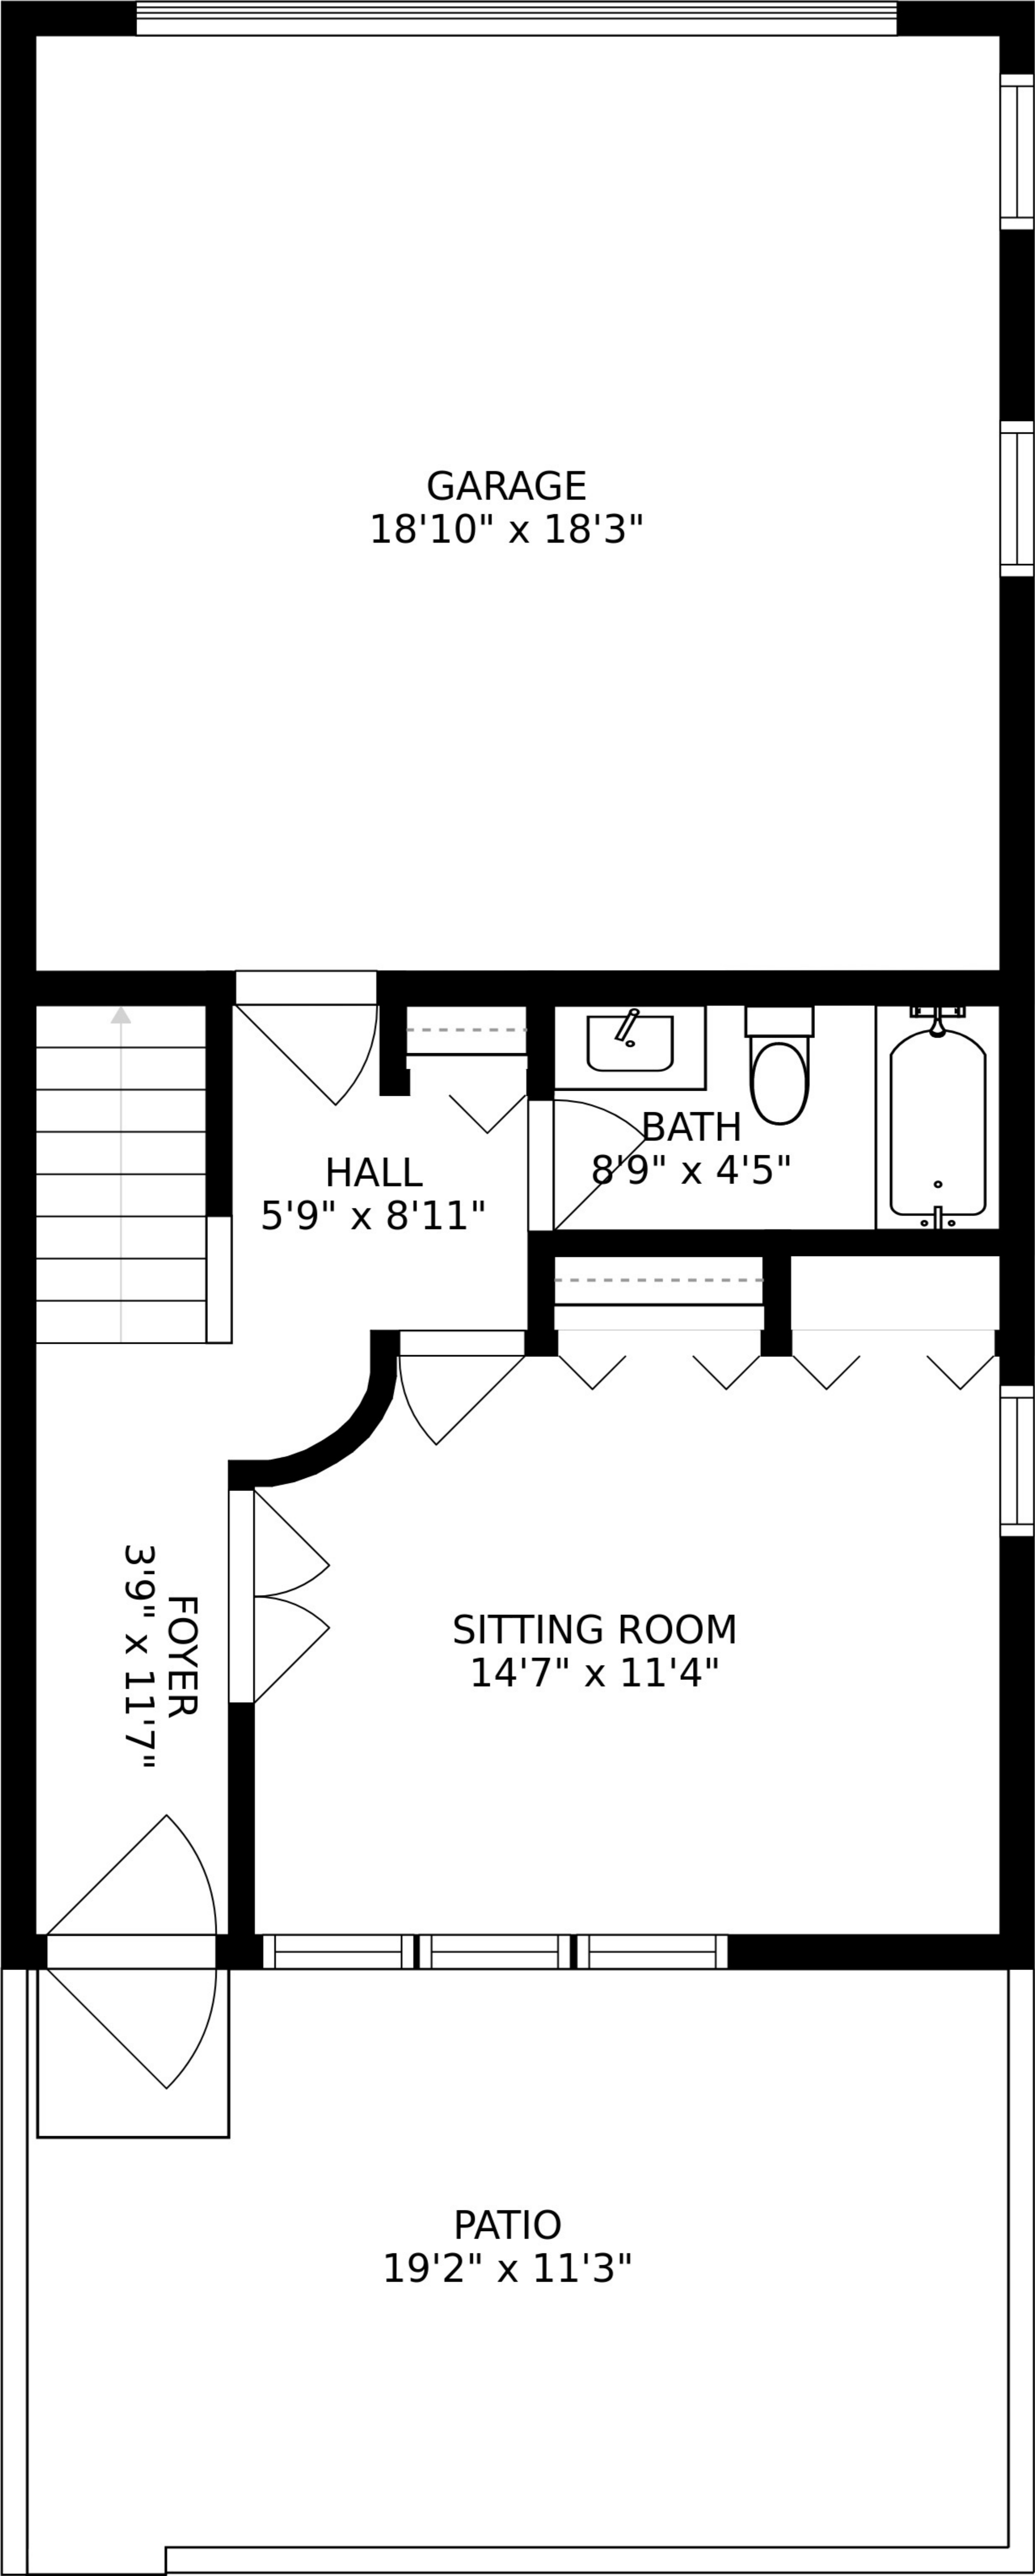 GARAGE
18'10" x 18'3"
HALL
5'9" x 8'11"
BATH
8'9" x 4'5"
FOYER
3'9" x 11'7"
SITTING ROOM
14'7" x 11'4"
PATIO
19'2" x 11'3"